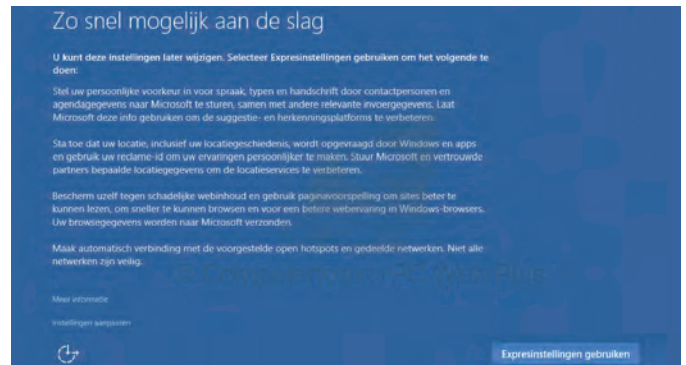 Zo snel mogelijk aan de slag
U kunt deze instellingen later wijzigen. Selecteer Expresinstellingen gebruiken om het volgende te
doen:
Stel uw persoonlijke voorkeur in voor spraak, typen en handschrift door contactpersonen en
agendagegevens naar Microsoft te sturen, samen met andere relevante invoergegevens. Laat
Microsoft deze info gebruiken om de suggestie- en herkenningsplatforms te verbeteren.
Sta toe dat uw locatie, inclusief uw locatiegeschiedenis, wordt opgevraagd door Windows en apps
en gebruik uw reclame-id om uw ervaringen persoonlijker te maken. Stuur Microsoft en vertrouwde
partners bepaalde locatiegegevens om de locatieservices te verbeteren.
Bescherm uzelf tegen schadelijke webinhoud en gebruik paginavoorspelling om sites beter te
kunnen lezen, om sneller te kunnen browsen en voor een betere webervaring in Windows-browsers.
Uw browsegegevens worden naar Microsoft verzonden.
Maak automatisch verbinding met de voorgestelde open hotspots en gedeelde netwerken. Niet alle
netwerken zijn veilig.
Meer informatie
Instellingen aanpassen
Expresinstellingen gebruiken